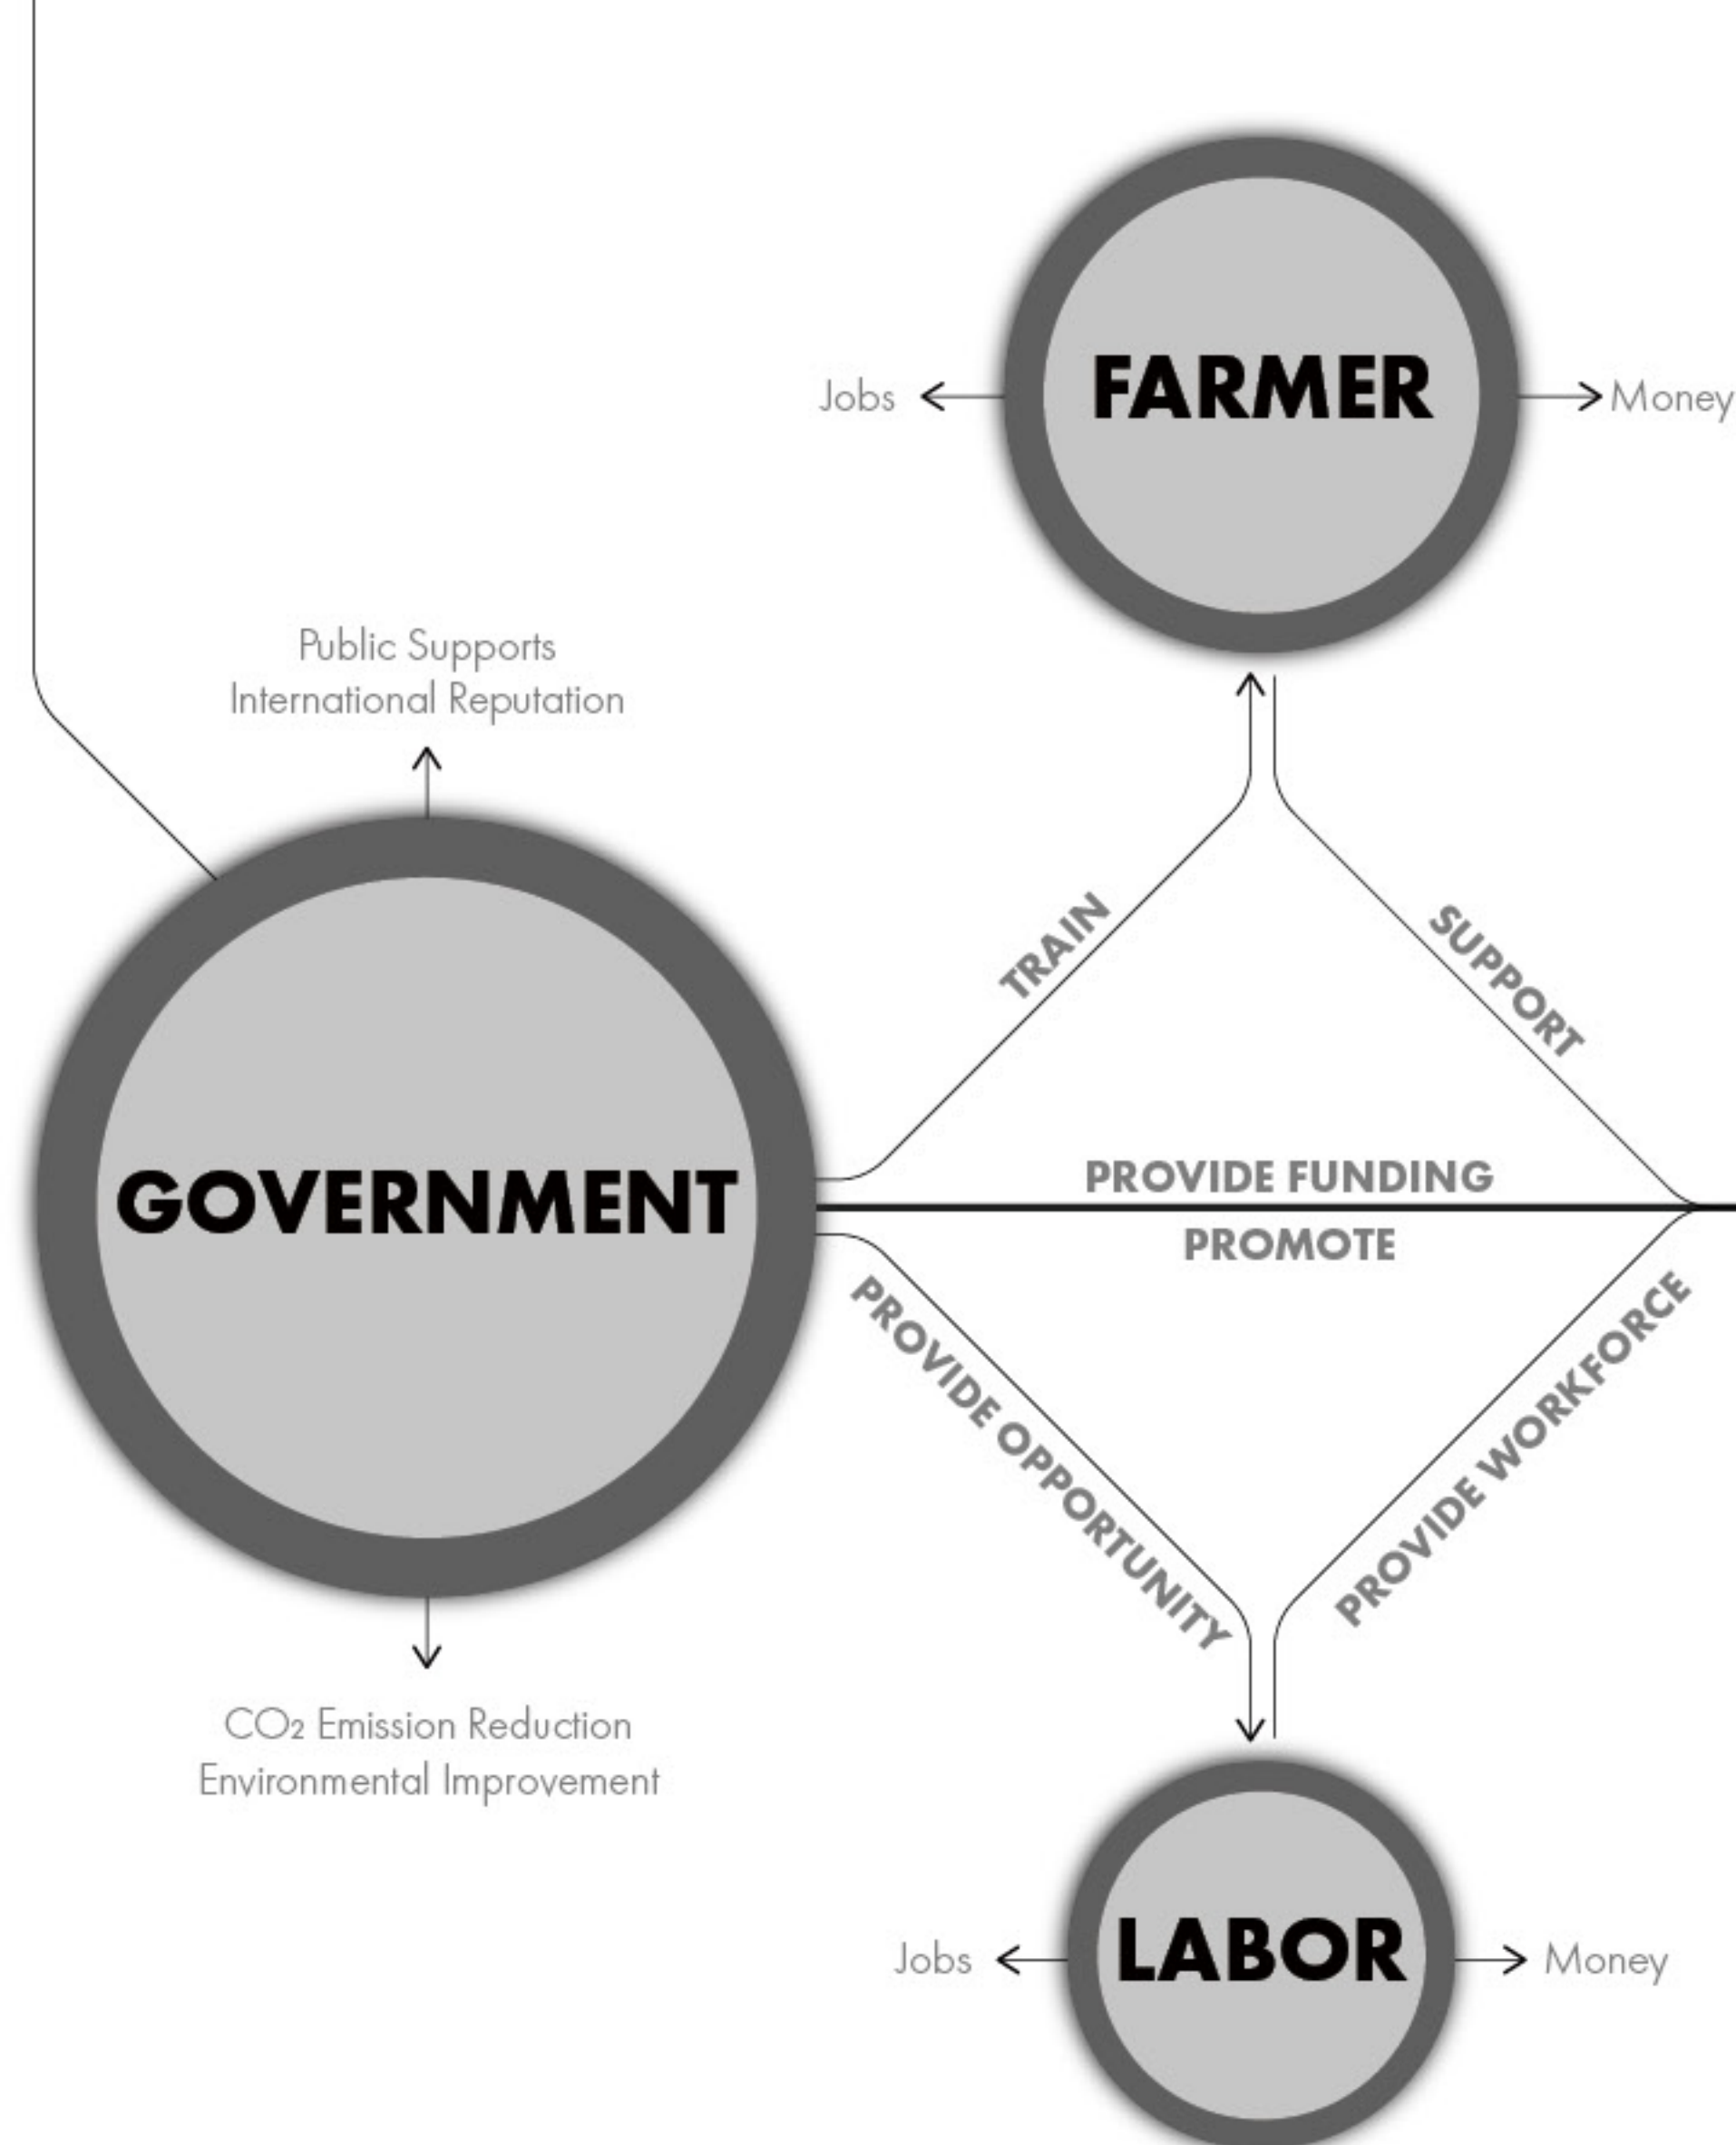 FARMER
Jobs
Money
Public Supports
International Reputation
TRAIN
SUPPORT
GOVERNMENT
PROVIDE FUNDING
PROMOTE
PROVIDE OPPORTUNITY
PROVIDE WORKFORCE
CO₂ Emission Reduction
Environmental Improvement
LABOR
Jobs
Money